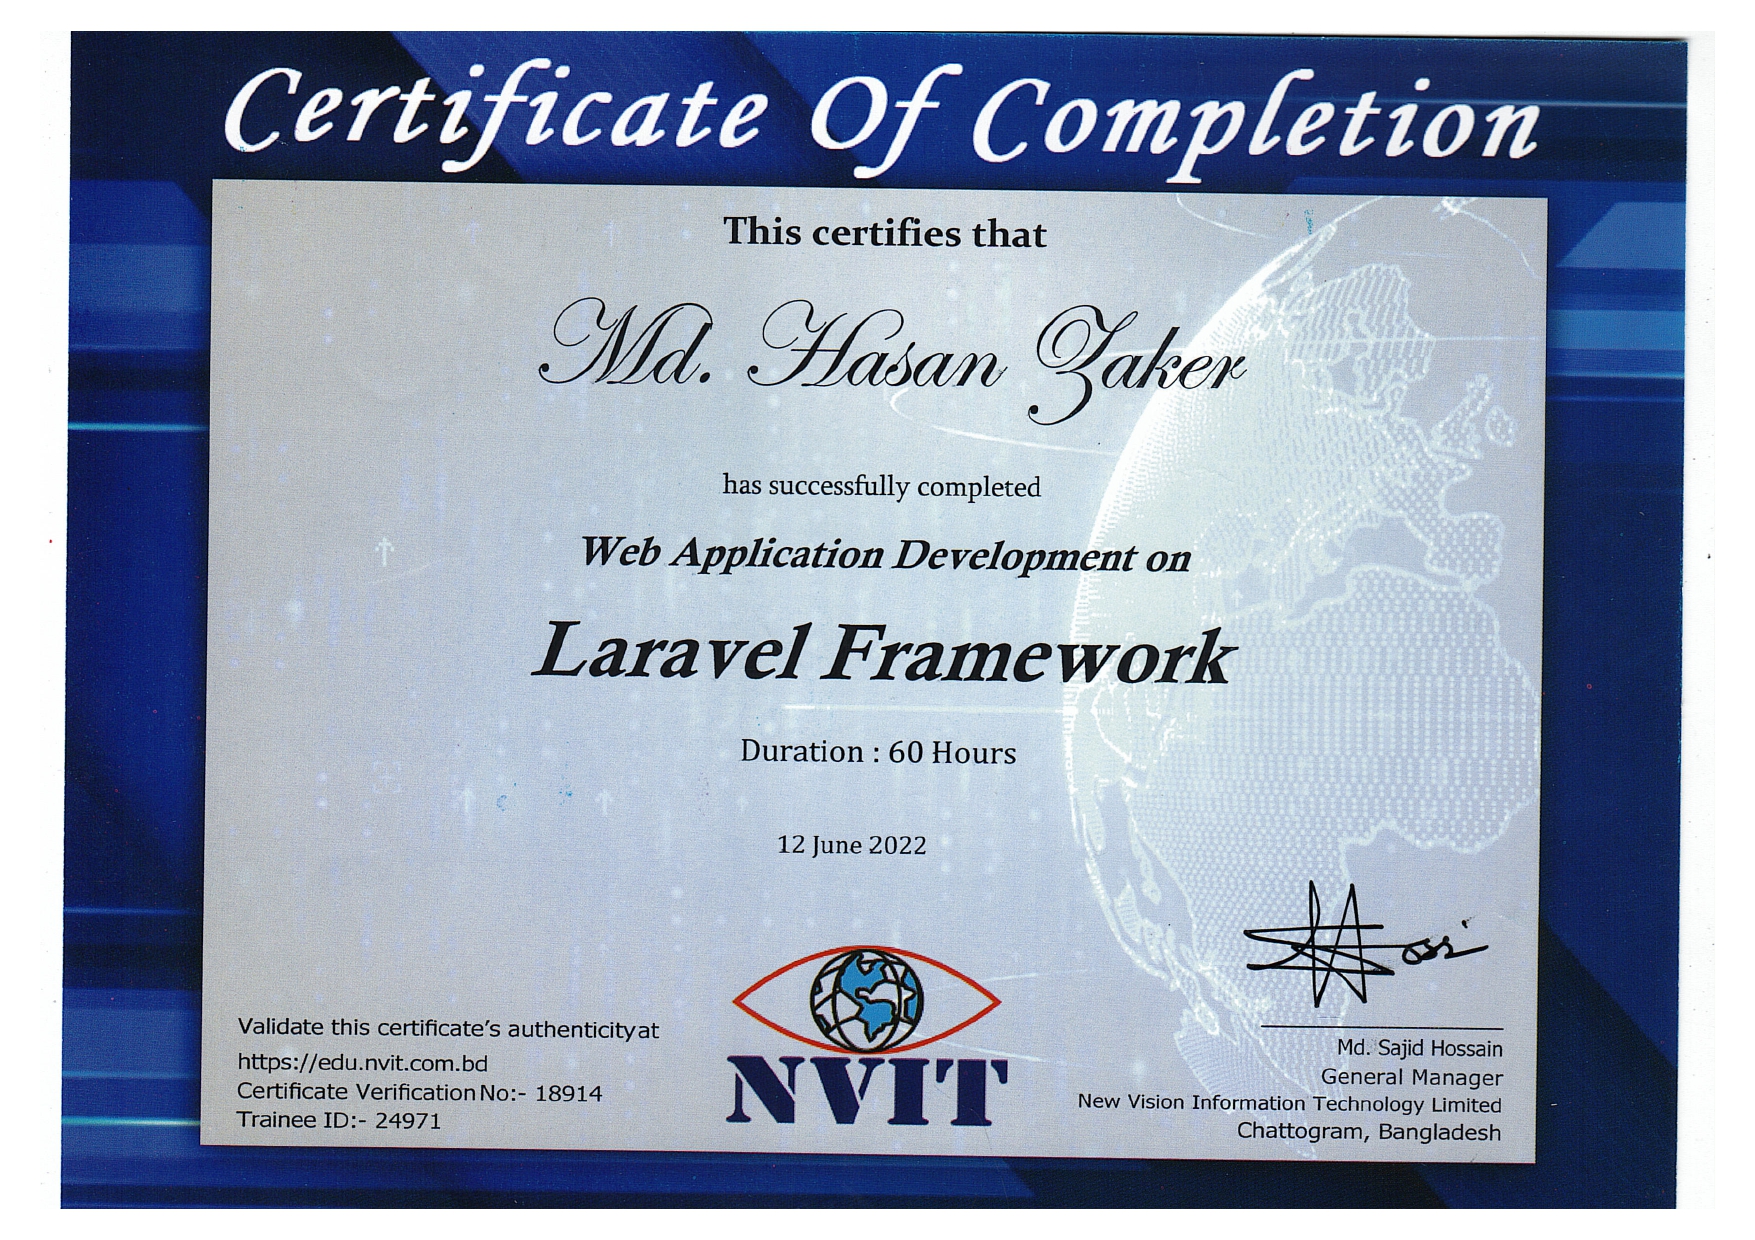 Certificate Of Completion
This certifies that
Md. Hasan Zaker
has successfully completed
Web Application Development on
Laravel Framework
Duration : 60 Hours
12 June 2022
Validate this certificate's authenticity at
https://edu.nvit.com.bd
Certificate Verification No:- 18914
Trainee ID:- 24971
NVIT
Md. Sajid Hossain
General Manager
New Vision Information Technology Limited
Chattogram, Bangladesh